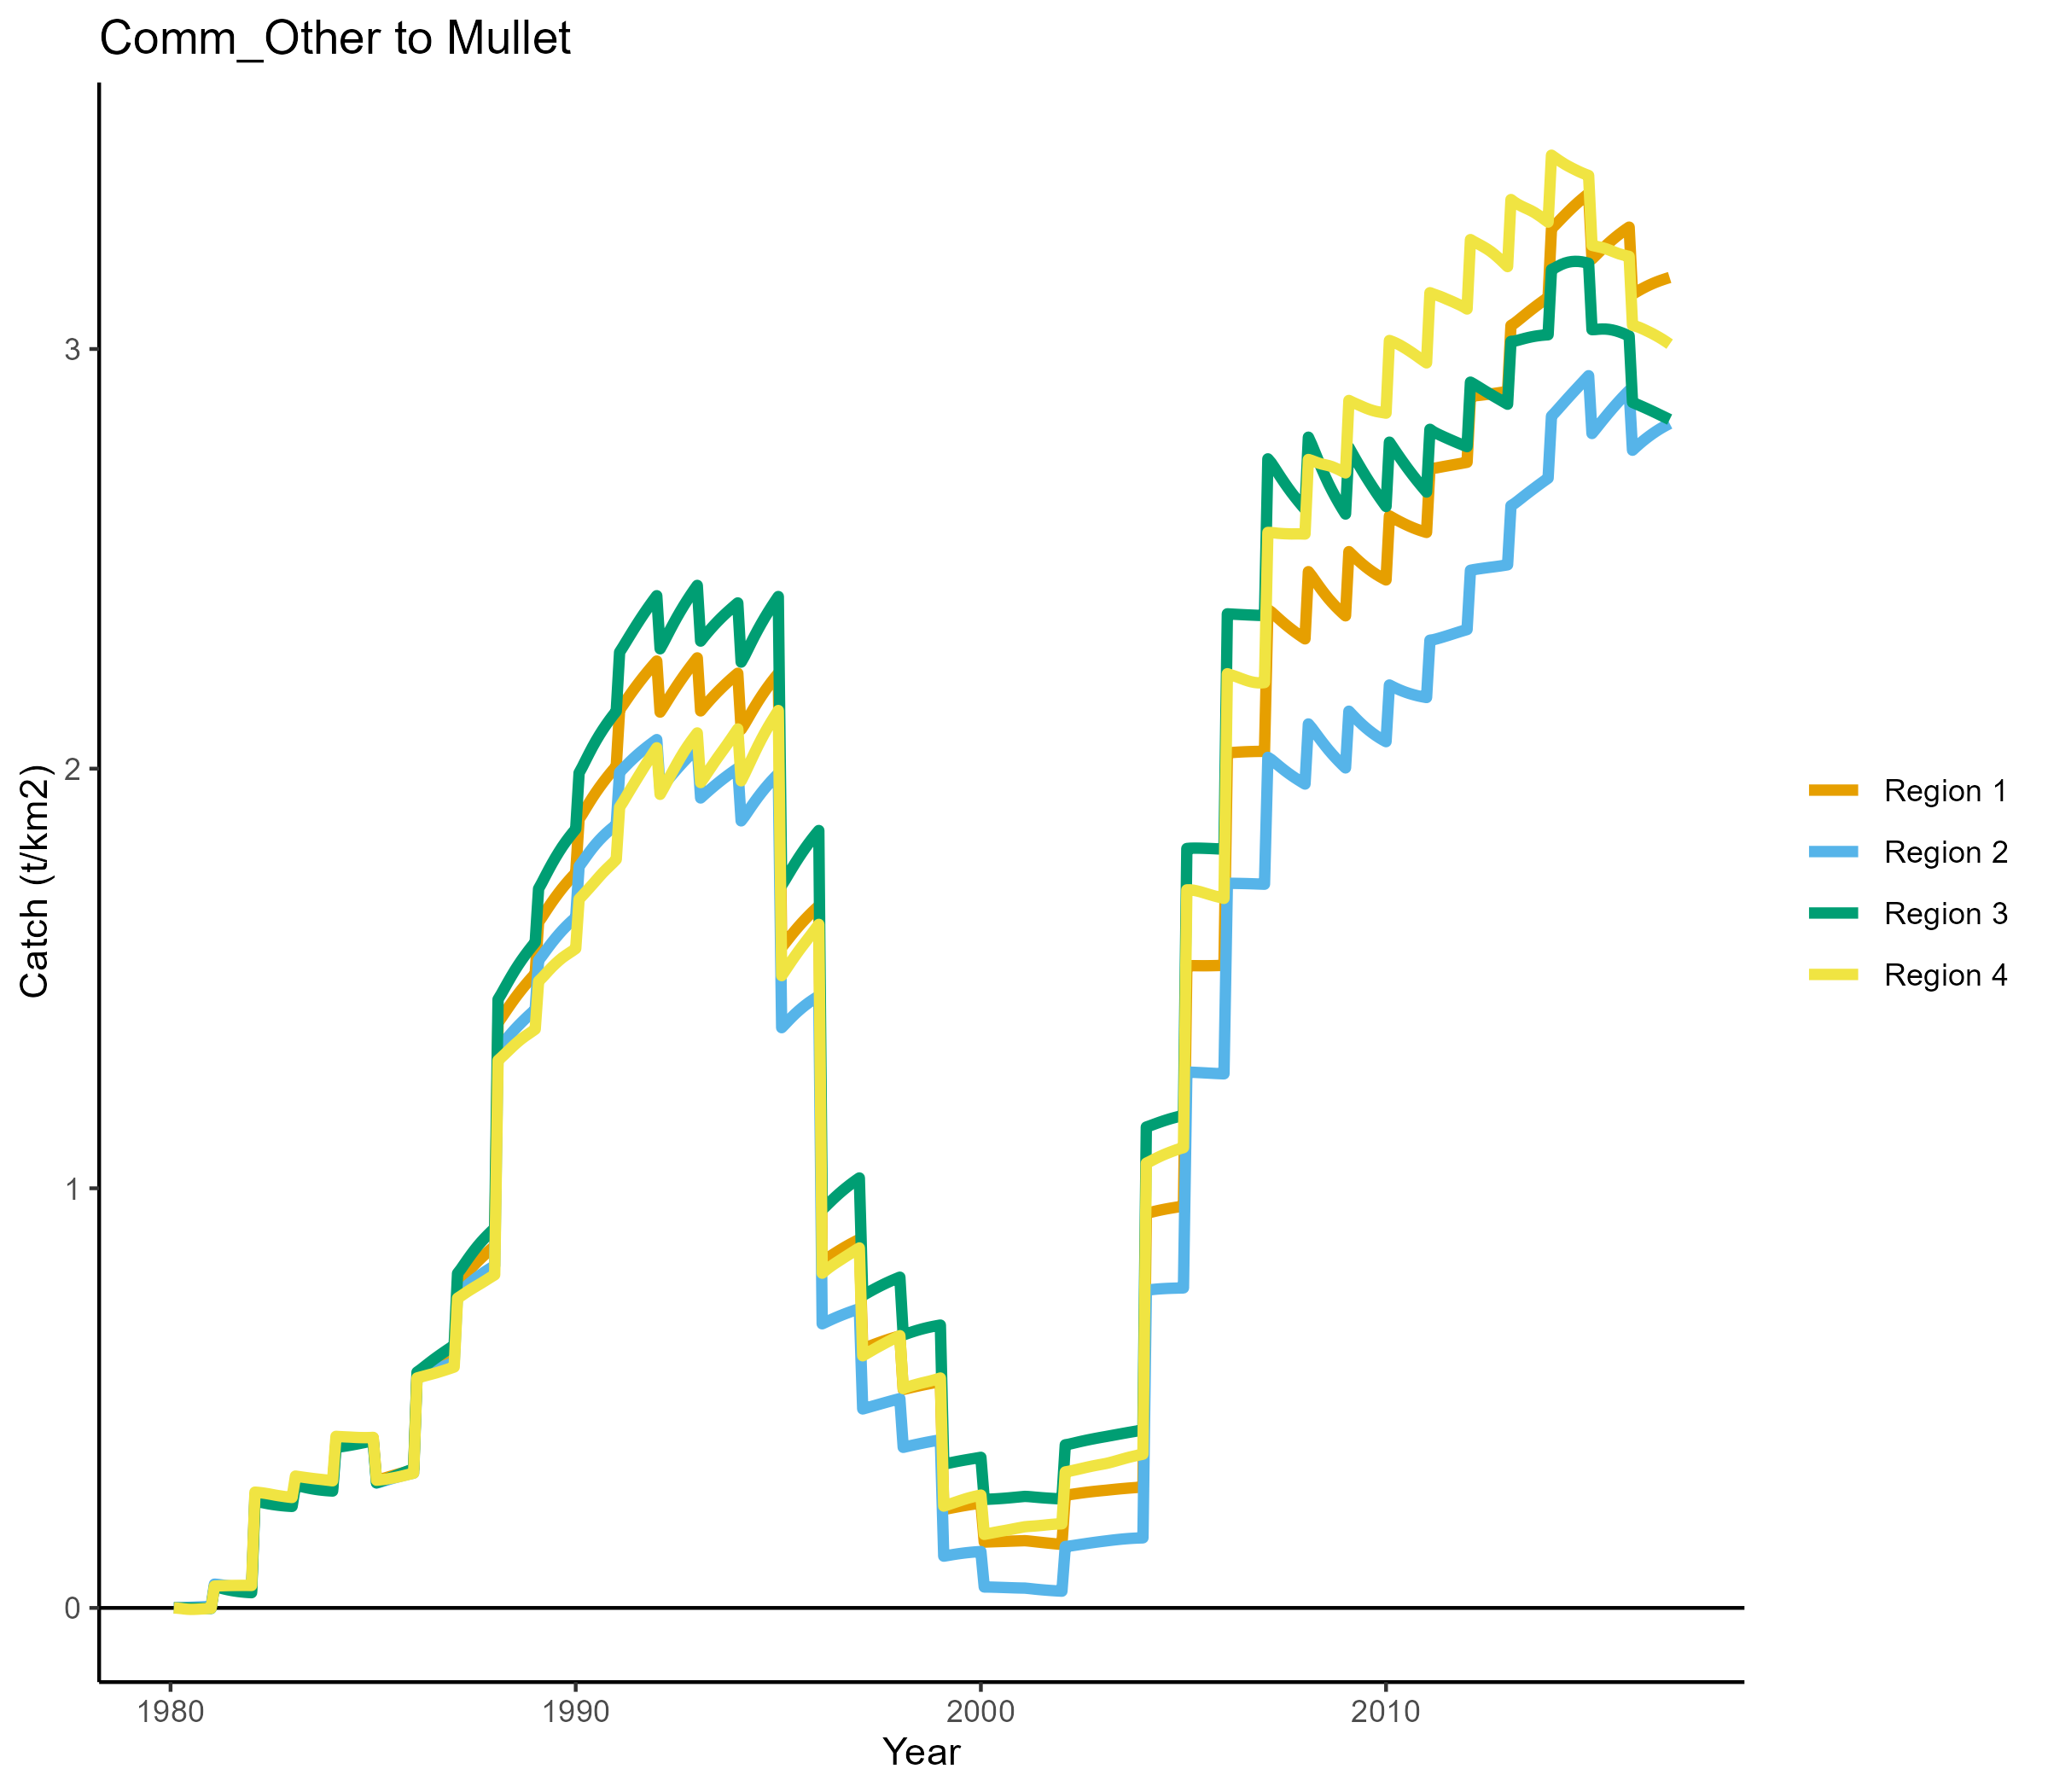 Comm_Other to Mullet
Catch (t/km2)
3
2
1
0
1980
1990
2000
2010
Year
Region 1
Region 2
Region 3
Region 4